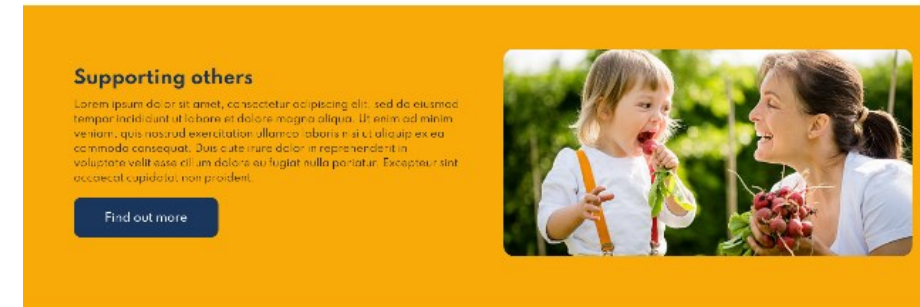 Supporting others
Lorem ipsum dolor sit amet, consectetur adipiscing elit, sed do eiusmod
tempor incididunt ut labore et dolore magna aliqua. Ut enim ad minim
veniam, quis nostrud exercitation ullamco laboris nisi ut aliquip ex ea
commodo consequat. Duis aute irure dolor in reprehenderit in
voluptate velit esse cillum dolore eu fugiat nulla pariatur. Excepteur sint
occaecat cupidatat non proident.
Find out more